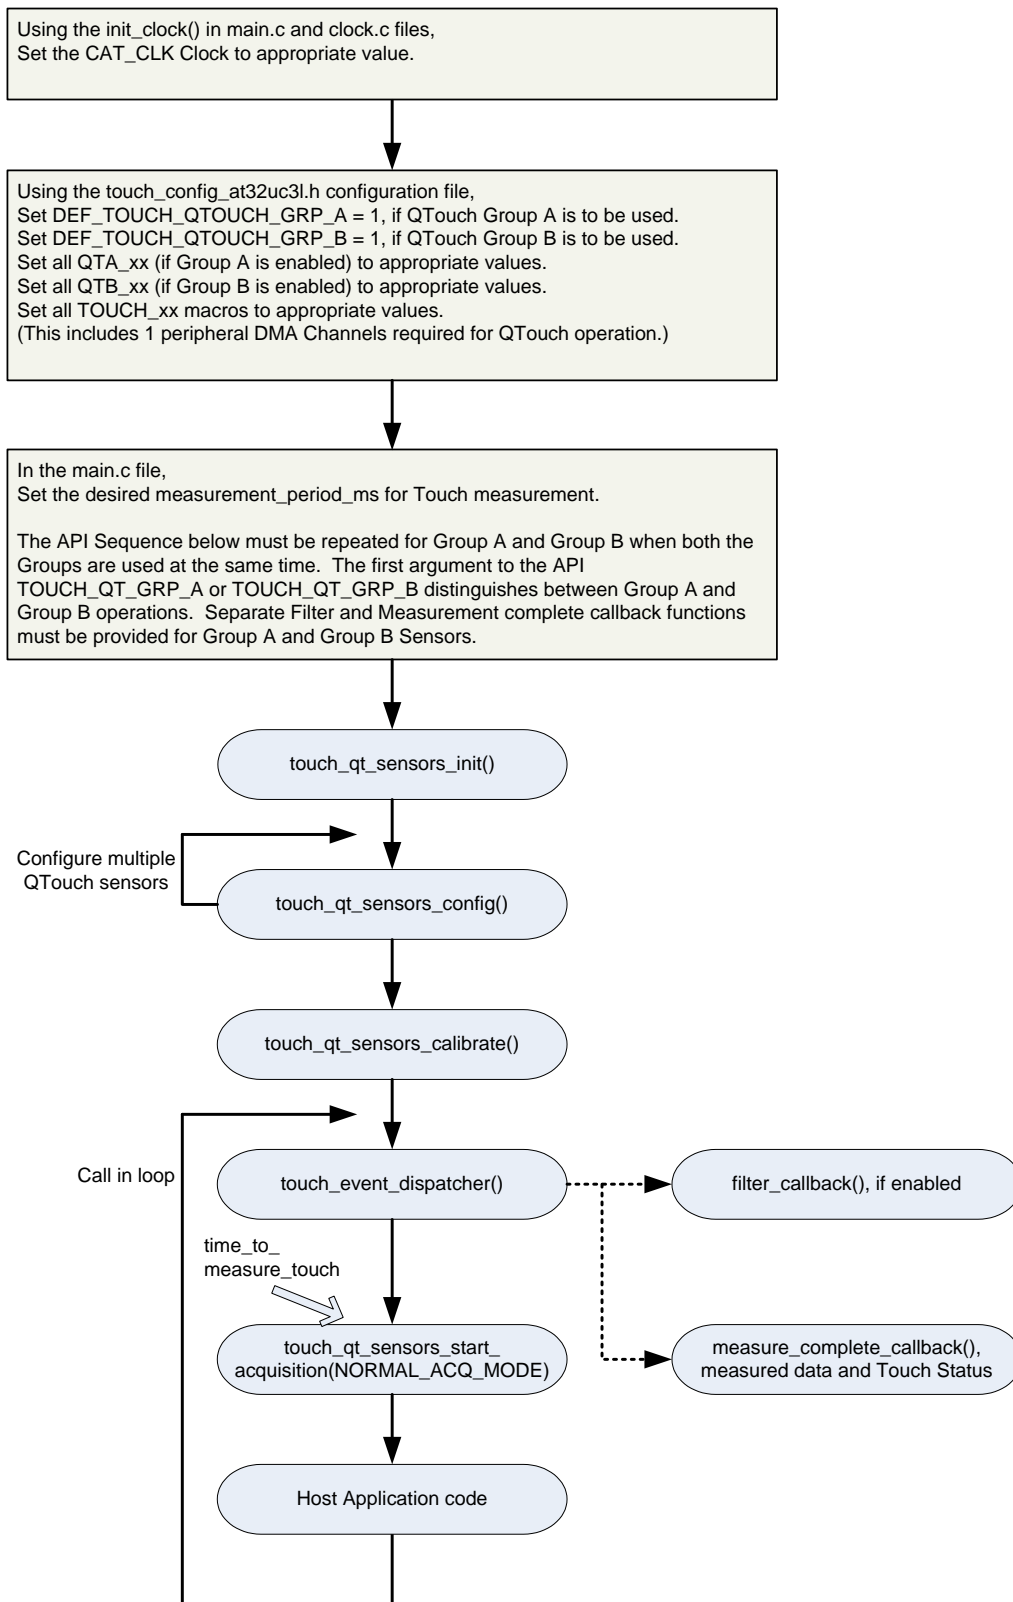 Using the init_clock() in main.c and clock.c files,
Set the CAT_CLK Clock to appropriate value.
Using the touch_config_at32uc3l.h configuration file,
Set DEF_TOUCH_QTOUCH_GRP_A = 1, if QTouch Group A is to be used.
Set DEF_TOUCH_QTOUCH_GRP_B = 1, if QTouch Group B is to be used.
Set all QTA_xx (if Group A is enabled) to appropriate values.
Set all QTB_xx (if Group B is enabled) to appropriate values.
Set all TOUCH_xx macros to appropriate values.
(This includes 1 peripheral DMA Channels required for QTouch operation.)
In the main.c file,
Set the desired measurement_period_ms for Touch measurement.
The API Sequence below must be repeated for Group A and Group B when both the
Groups are used at the same time.  The first argument to the API
TOUCH_QT_GRP_A or TOUCH_QT_GRP_B distinguishes between Group A and
Group B operations.  Separate Filter and Measurement complete callback functions
must be provided for Group A and Group B Sensors.
touch_qt_sensors_init()
Configure multiple
QTouch sensors
touch_qt_sensors_config()
touch_qt_sensors_calibrate()
Call in loop
touch_event_dispatcher()
filter_callback(), if enabled
time_to_
measure_touch
touch_qt_sensors_start_
acquisition(NORMAL_ACQ_MODE)
measure_complete_callback(),
measured data and Touch Status
Host Application code